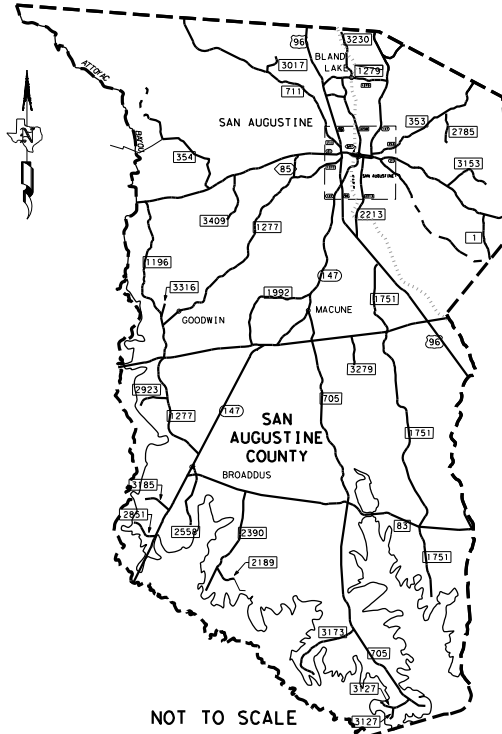 96
3230
BLAND
LAKE
1279
3017
711
ATTOYAC
BAYOU
SAN AUGUSTINE
353
2785
354
85
3153
SAN AUGUSTINE
2213
3409
1277
1
1196
147
3316
1992
1751
GOODWIN
MACUNE
96
3279
2923
705
1277
147
SAN
AUGUSTINE
COUNTY
1751
BROADDUS
3185
2851
2558
2390
83
2189
1751
3173
705
3127
3127
NOT TO SCALE